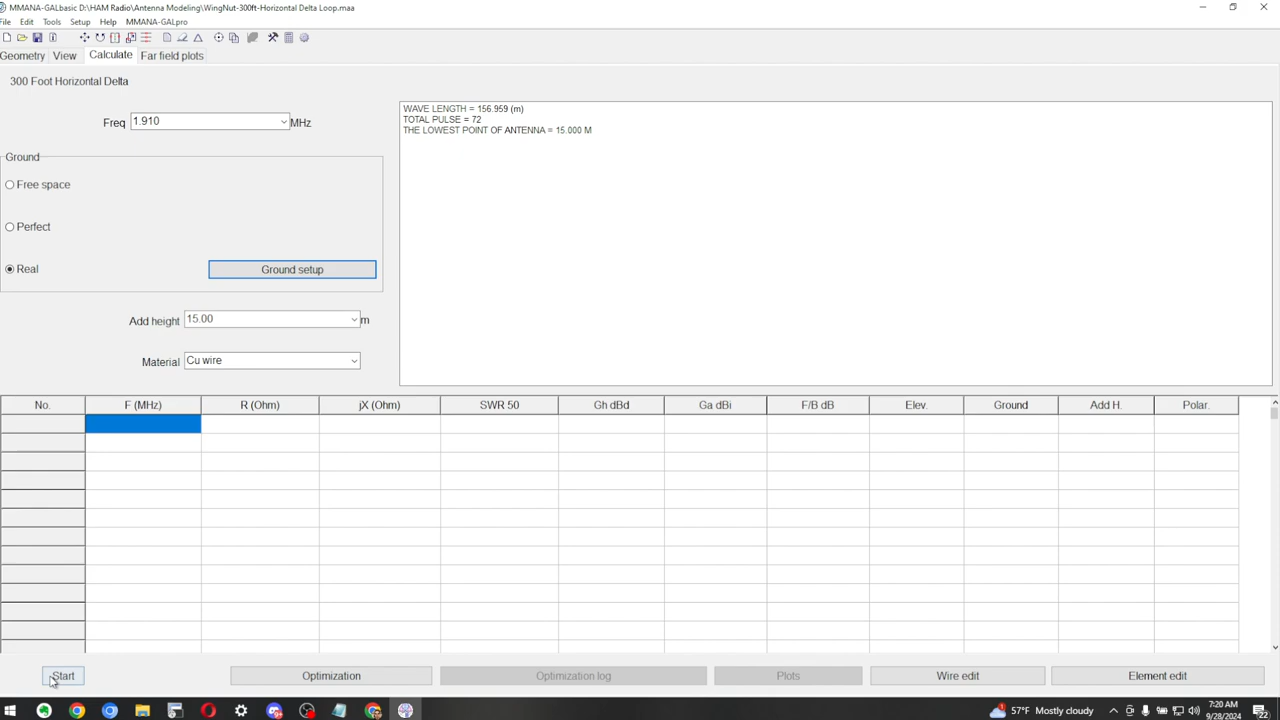 MMANA-GALbasic D:\HAM Radio\Antenna Modeling\WingNut-300ft-Horizontal Delta Loop.maa
File Edit Tools Setup Help MMANA-GALpro
Geometry View Calculate Far field plots
300 Foot Horizontal Delta
Freq 1.910 MHz
WAVE LENGTH = 156.959 (m)
TOTAL PULSE = 72
THE LOWEST POINT OF ANTENNA = 15.000 M
Ground
Free space
Perfect
Real Ground setup
Add height 15.00 m
Material Cu wire
No. F (MHz) R (Ohm) jX (Ohm) SWR 50 Gh dBd Ga dBi F/B dB Elev. Ground Add H. Polar.
Start Optimization Optimization log Plots Wire edit Element edit
57°F Mostly cloudy 7:20 AM
9/28/2024 22